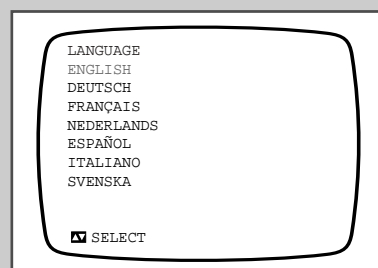 LANGUAGE
ENGLISH
DEUTSCH
FRANÇAIS
NEDERLANDS
ESPAÑOL
ITALIANO
SVENSKA
SELECT